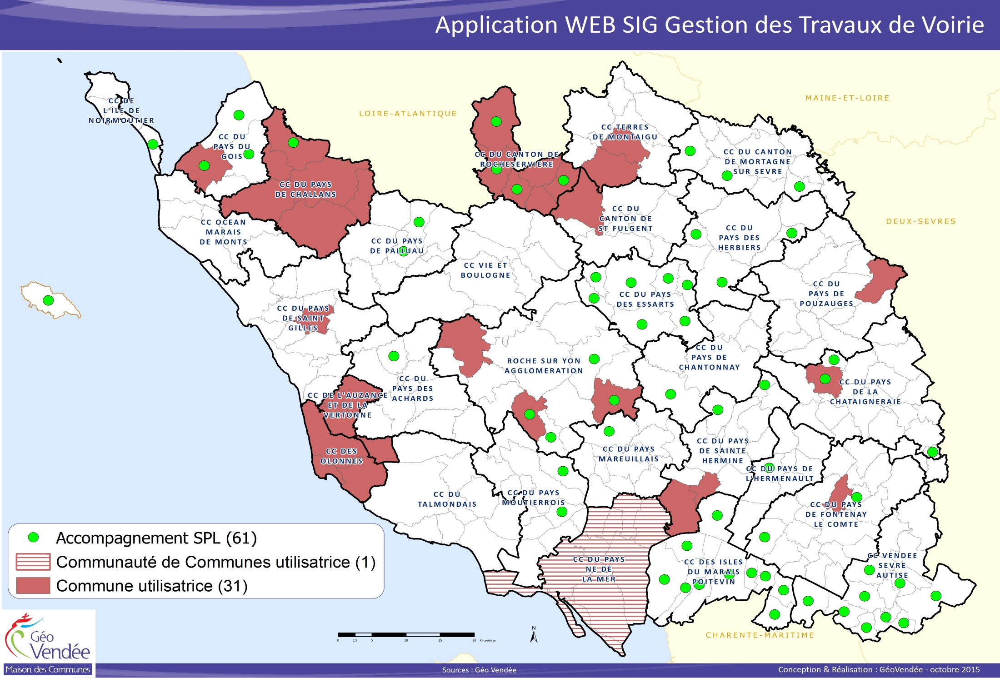 Application WEB SIG Gestion des Travaux de Voirie
MAINE-ET-LOIRE
LOIRE-ATLANTIQUE
DEUX-SEVRES
CHARENTE-MARITIME
CC DE
L'ILE DE
NOIRMOUTIER
CC DU
PAYS DU
GOIS
CC DU PAYS
DE CHALLANS
CC OCEAN
MARAIS
DE MONTS
CC DU CANTON DE
ROCHESERVIERE
CC TERRES
DE MONTAIGU
CC DU CANTON
DE MORTAGNE
SUR SEVRE
CC DU
CANTON DE
ST FULGENT
CC DU
PAYS DES
HERBIERS
CC DU PAYS
DE PALLUAU
CC VIE ET
BOULOGNE
CC DU PAYS
DES ESSARTS
CC DU
PAYS DE
POUZAUGES
CC DU PAYS
DE SAINT
GILLES
ROCHE SUR YON
AGGLOMERATION
CC DU
PAYS DE
CHANTONNAY
CC DU
PAYS DES
ACHARDS
CC DE L'AUZANCE
ET DE LA
VERTONNE
CC DU PAYS
DE LA
CHATAIGNERAIE
CC DES
OLONNES
CC DU PAYS
MAREUILLAIS
CC DU PAYS
DE SAINTE
HERMINE
CC DU PAYS DE
L'HERMENAULT
CC DU
TALMONDAIS
CC DU PAYS
MOUTIERROIS
CC DU PAYS
DE FONTENAY
LE COMTE
CC DU PAYS
NE DE
LA MER
CC DES ISLES
DU MARAIS
POITEVIN
CC VENDEE
SEVRE
AUTISE
Accompagnement SPL (61)
Communauté de Communes utilisatrice (1)
Commune utilisatrice (31)
0 2,5 5 10 15 20 Kilomètres
N
Géo
Vendée
Maison des Communes
Sources : Géo Vendée
Conception & Réalisation : GéoVendée - octobre 2015